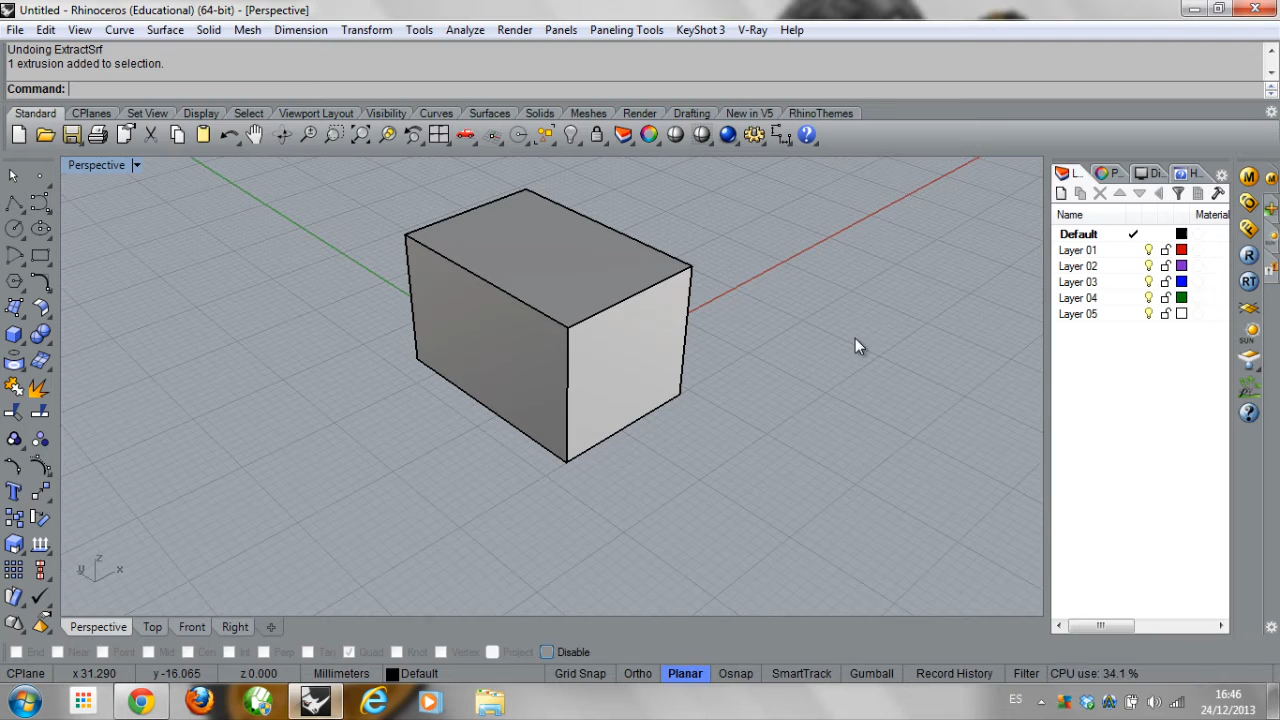 Untitled - Rhinoceros (Educational) (64-bit) - [Perspective]
File Edit View Curve Surface Solid Mesh Dimension Transform Tools Analyze Render Panels Paneling Tools KeyShot 3 V-Ray Help
Undoing ExtractSrf
1 extrusion added to selection.
Command:
Standard CPlanes Set View Display Select Viewport Layout Visibility Curves Surfaces Solids Meshes Render Drafting New in V5 RhinoThemes
Perspective
L... P... Di... H...
Name Material
Default
Layer 01
Layer 02
Layer 03
Layer 04
Layer 05
M
R
RT
SUN
z
y x
Perspective Top Front Right
End Near Point Mid Cen Int Perp Tan Quad Knot Vertex Project Disable
CPlane x 31.290 y -16.065 z 0.000 Millimeters Default Grid Snap Ortho Planar Osnap SmartTrack Gumball Record History Filter CPU use: 34.1 %
ES
16:46
24/12/2013